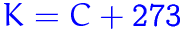 K = C + 273